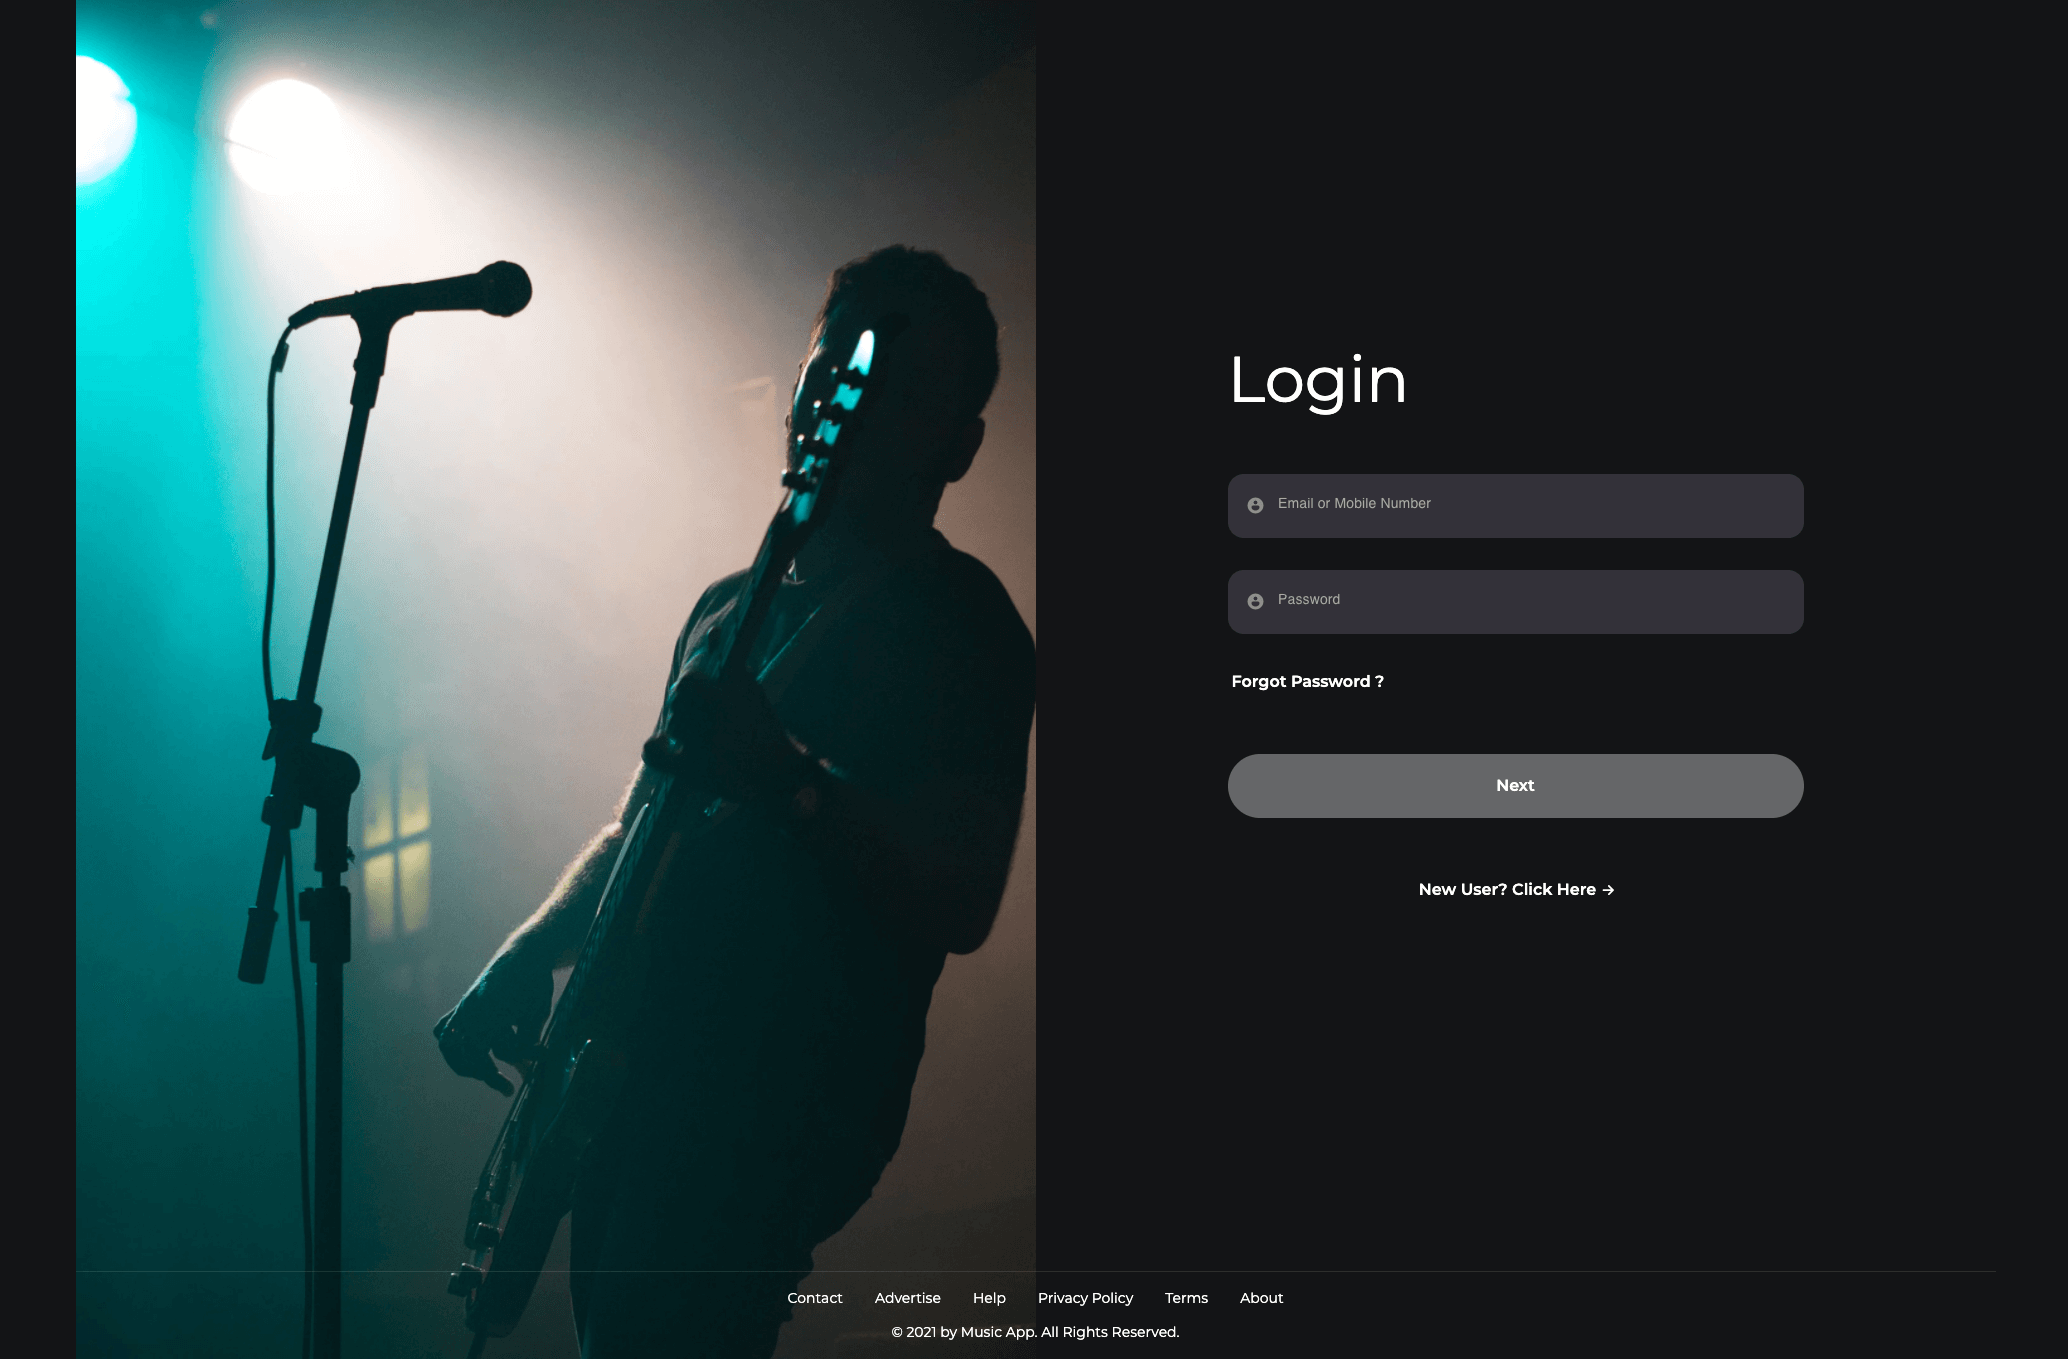 Login
Email or Mobile Number
Password
Forgot Password ?
Next
New User? Click Here →
Contact Advertise Help Privacy Policy Terms About
© 2021 by Music App. All Rights Reserved.